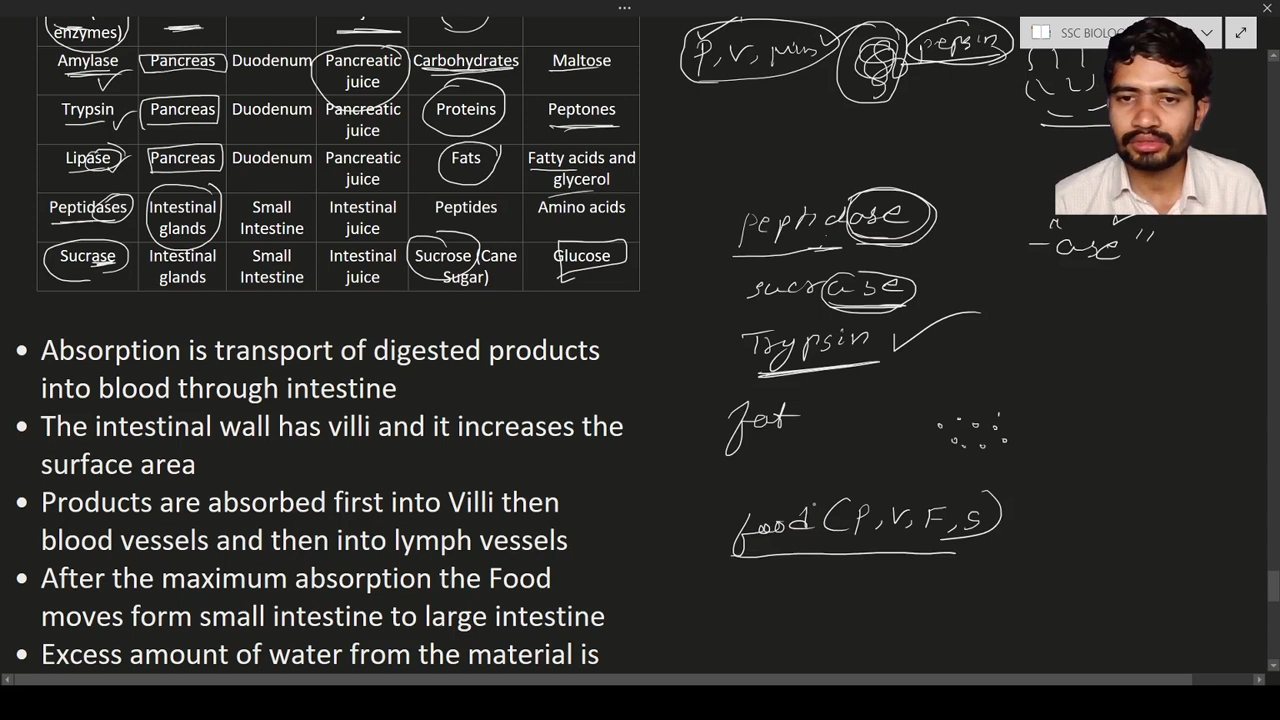 enzymes)
Amylase Pancreas Duodenum Pancreatic juice Carbohydrates Maltose
Trypsin Pancreas Duodenum Pancreatic juice Proteins Peptones
Lipase Pancreas Duodenum Pancreatic juice Fats Fatty acids and glycerol
Peptidases Intestinal glands Small Intestine Intestinal juice Peptides Amino acids
Sucrase Intestinal glands Small Intestine Intestinal juice Sucrose (Cane Sugar) Glucose
• Absorption is transport of digested products
into blood through intestine
• The intestinal wall has villi and it increases the
surface area
• Products are absorbed first into Villi then
blood vessels and then into lymph vessels
• After the maximum absorption the Food
moves form small intestine to large intestine
• Excess amount of water from the material is
pepsin
SSC BIOLO
peptidase
-"ase"
sucrase
Trypsin
fat
food (P, V, F, S)